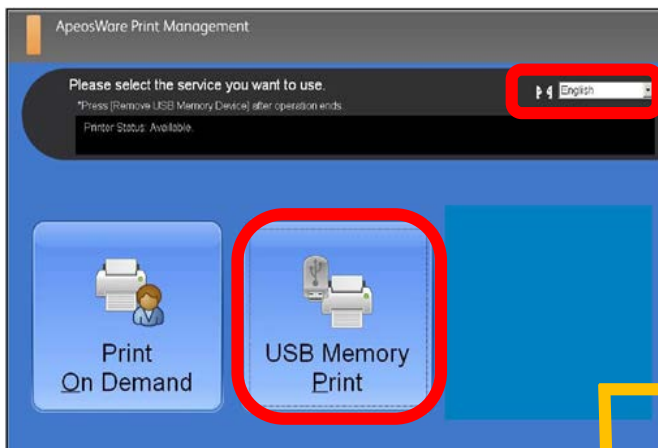 ApeosWare Print Management
Please select the service you want to use.
*Press [Remove USB Memory Device] after operation ends.
English
Printer Status: Available.
Print
On Demand
USB Memory
Print